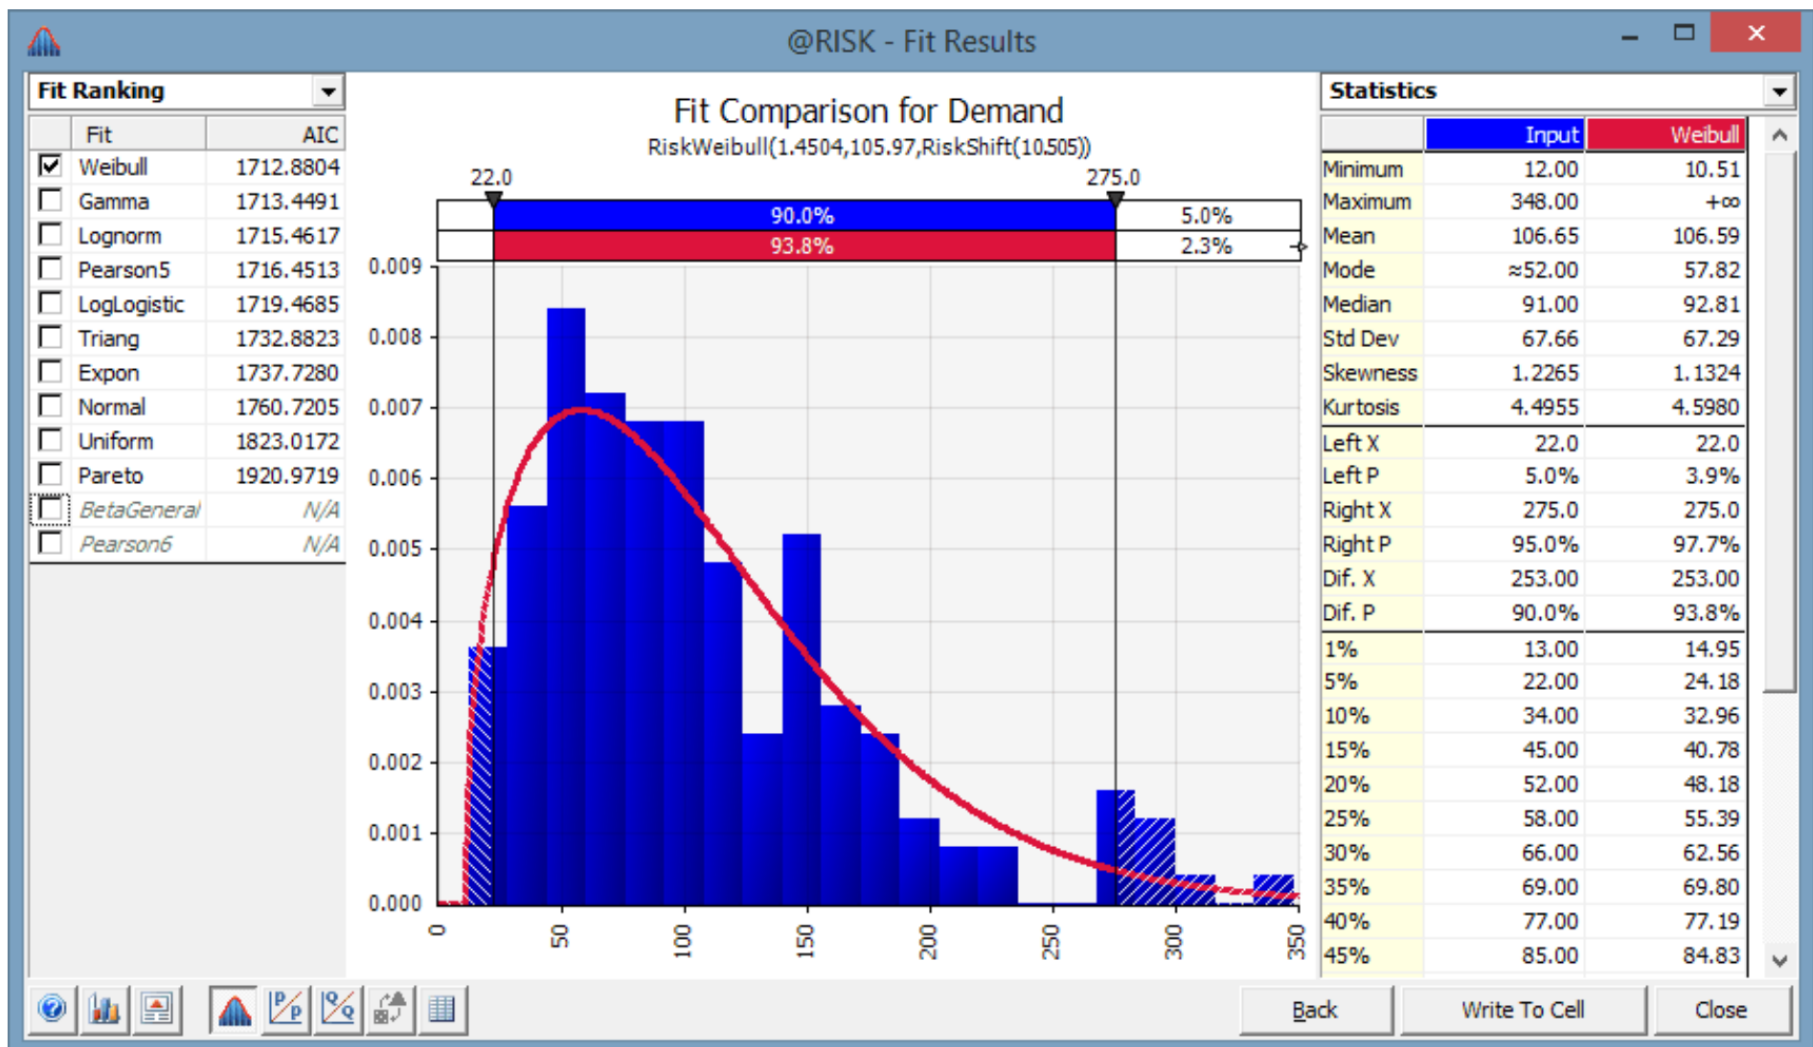 @RISK - Fit Results
Fit Ranking
Fit AIC
Weibull 1712.8804
Gamma 1713.4491
Lognorm 1715.4617
Pearson5 1716.4513
LogLogistic 1719.4685
Triang 1732.8823
Expon 1737.7280
Normal 1760.7205
Uniform 1823.0172
Pareto 1920.9719
BetaGeneral N/A
Pearson6 N/A
Fit Comparison for Demand
RiskWeibull(1.4504,105.97,RiskShift(10.505))
22.0 275.0
90.0% 5.0%
93.8% 2.3%
0.009
0.008
0.007
0.006
0.005
0.004
0.003
0.002
0.001
0.000
0 50 100 150 200 250 300 350
Statistics
Input Weibull
Minimum 12.00 10.51
Maximum 348.00 +∞
Mean 106.65 106.59
Mode ≈52.00 57.82
Median 91.00 92.81
Std Dev 67.66 67.29
Skewness 1.2265 1.1324
Kurtosis 4.4955 4.5980
Left X 22.0 22.0
Left P 5.0% 3.9%
Right X 275.0 275.0
Right P 95.0% 97.7%
Dif. X 253.00 253.00
Dif. P 90.0% 93.8%
1% 13.00 14.95
5% 22.00 24.18
10% 34.00 32.96
15% 45.00 40.78
20% 52.00 48.18
25% 58.00 55.39
30% 66.00 62.56
35% 69.00 69.80
40% 77.00 77.19
45% 85.00 84.83
P/p Q/Q
Back Write To Cell Close